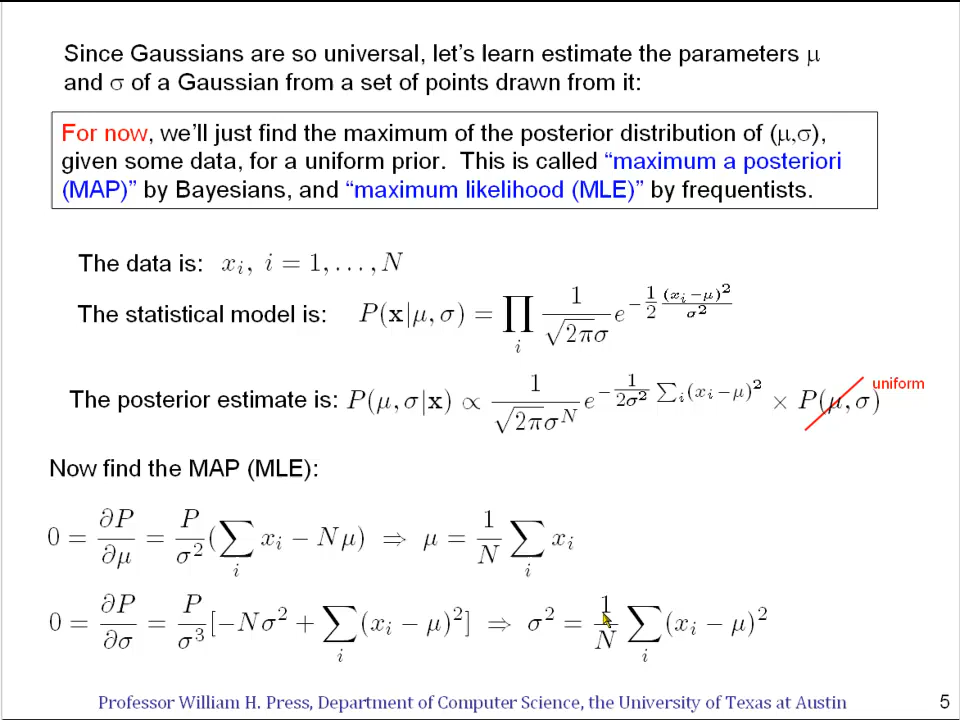 Since Gaussians are so universal, let's learn estimate the parameters μ
and σ of a Gaussian from a set of points drawn from it:
For now, we'll just find the maximum of the posterior distribution of (μ,σ),
given some data, for a uniform prior. This is called “maximum a posteriori
(MAP)” by Bayesians, and “maximum likelihood (MLE)” by frequentists.
The data is: x_i, i = 1, . . . , N
The statistical model is: P(x|μ, σ) = ∏_i 1/(√(2π)σ) e^{−(1/2)((x_i−μ)²/σ²)}
The posterior estimate is: P(μ, σ|x) ∝ 1/(√(2π)σ^N) e^{−(1/(2σ²)) ∑_i (x_i−μ)²} × P(μ, σ) uniform
Now find the MAP (MLE):
0 = ∂P/∂μ = P/σ² (∑_i x_i − Nμ) ⇒ μ = 1/N ∑_i x_i
0 = ∂P/∂σ = P/σ³ [−Nσ² + ∑_i (x_i − μ)²] ⇒ σ² = 1/N ∑_i (x_i − μ)²
Professor William H. Press, Department of Computer Science, the University of Texas at Austin 5